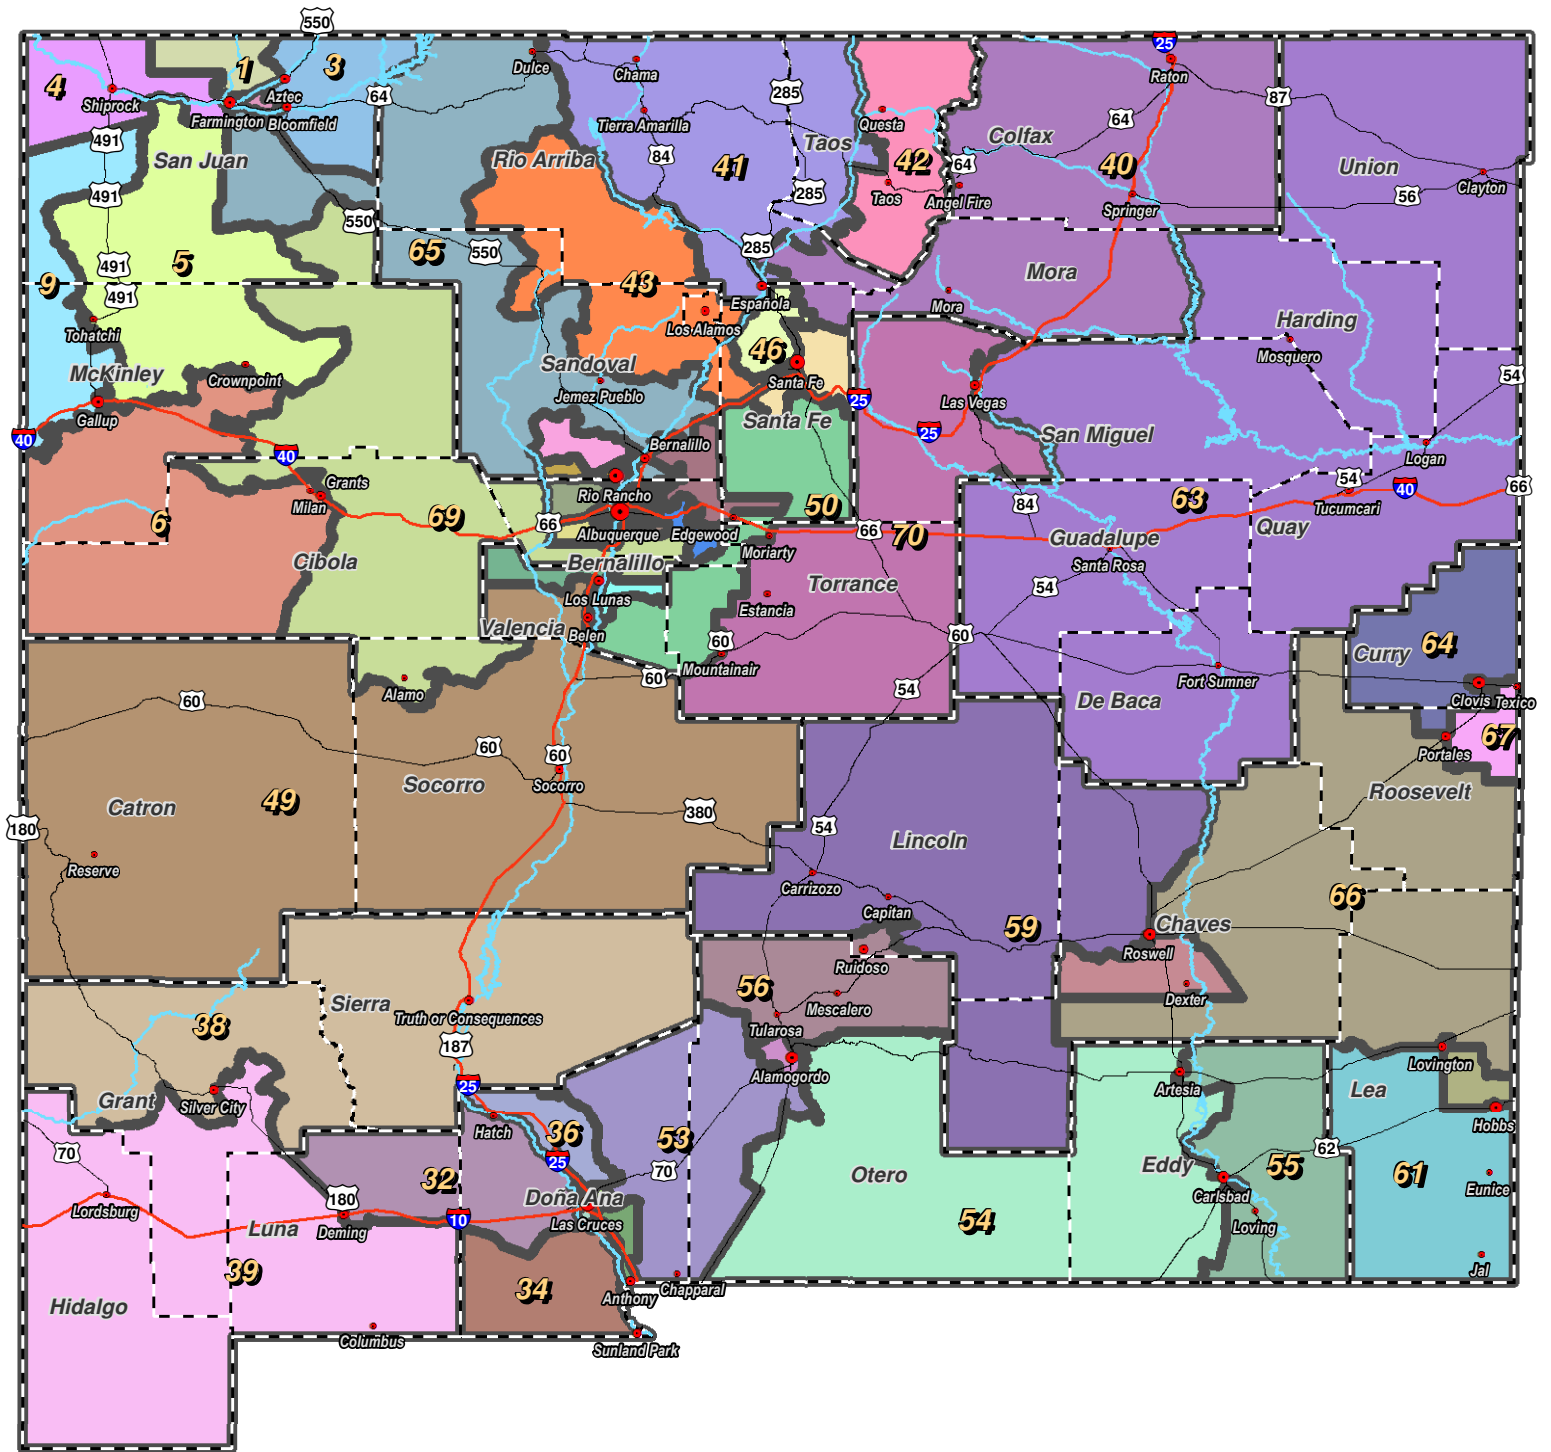 550
25
4
1
3
Dulce
Chama
Raton
Shiprock
Aztec
64
285
87
Farmington
Bloomfield
Tierra Amarilla
Questa
64
Colfax
491
San Juan
Rio Arriba
84
41
Taos
42
64
40
Union
Clayton
491
285
Taos
Angel Fire
Springer
56
550
65
550
285
5
491
9
491
43
Española
Mora
Mora
Tohatchi
Los Alamos
Harding
46
Mosquero
McKinley
Crownpoint
Sandoval
Jemez Pueblo
Santa Fe
54
Gallup
40
25
Las Vegas
Santa Fe
25
San Miguel
40
Bernalillo
Logan
Grants
Milan
Rio Rancho
54
40
66
6
69
66
Albuquerque
Edgewood
50
84
63
Tucumcari
Quay
Moriarty
66
70
Guadalupe
Santa Rosa
Cibola
Bernalillo
Torrance
54
Los Lunas
Estancia
Valencia
Belen
60
60
64
Curry
Mountainair
Alamo
60
54
Fort Sumner
Clovis
Texico
60
De Baca
67
60
60
Portales
Socorro
Socorro
Catron
49
380
54
Roosevelt
180
Lincoln
Reserve
Carrizozo
Capitan
66
59
Chaves
Roswell
Ruidoso
56
Mescalero
Dexter
Sierra
Truth or Consequences
38
Tularosa
187
Alamogordo
Lovington
25
Artesia
Lea
Grant
Silver City
Hatch
36
53
Hobbs
70
25
62
32
70
Otero
Eddy
55
61
180
Carlsbad
Eunice
Lordsburg
Doña Ana
Luna
Deming
10
Las Cruces
54
Loving
39
34
Jal
Hidalgo
Anthony
Chapparal
Columbus
Sunland Park